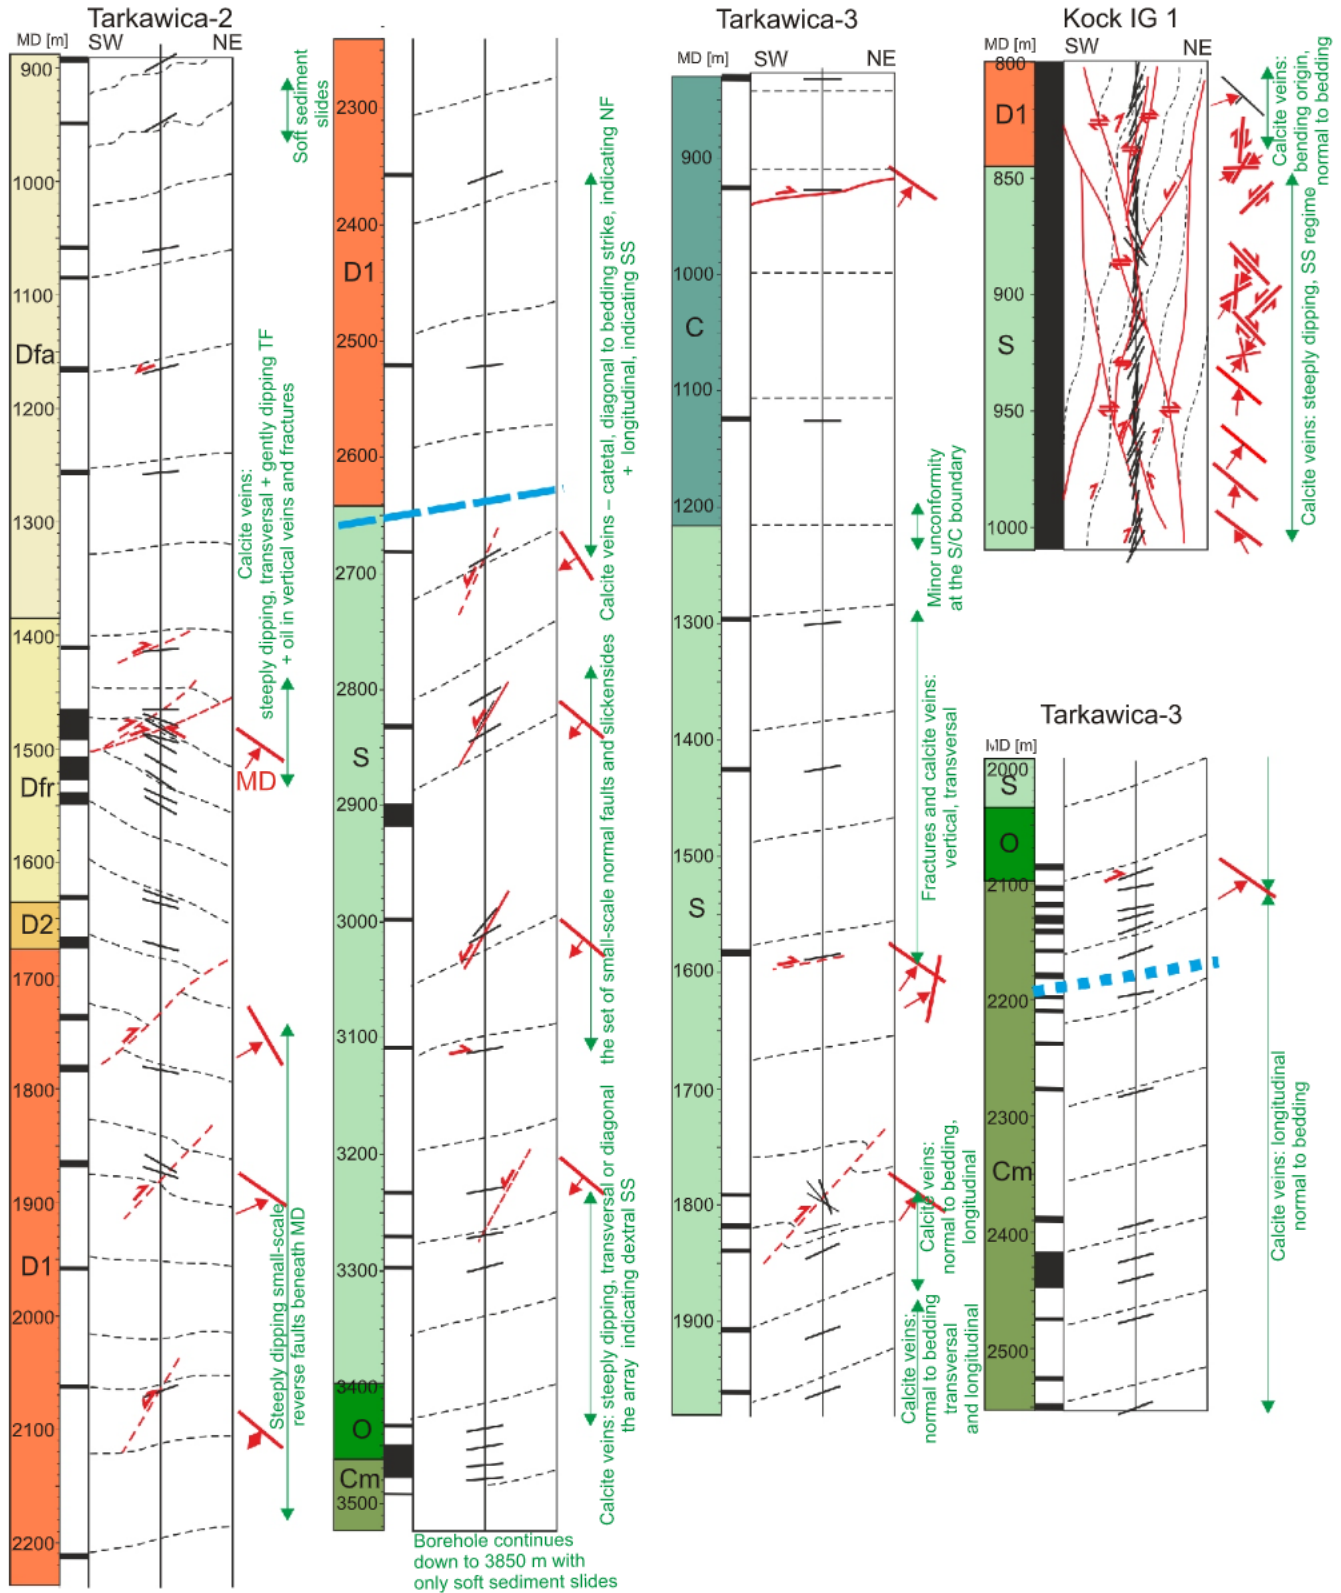 Tarkawica-2
MD [m]
SW
NE
900
1000
1100
1200
1300
1400
1500
1600
1700
1800
1900
2000
2100
2200
Dfa
Dfr
D2
D1
MD
Soft sediment
slides
Calcite veins:
steeply dipping, transversal + gently dipping TF
+ oil in vertical veins and fractures
Steeply dipping small-scale
reverse faults beneath MD
2300
2400
2500
2600
2700
2800
2900
3000
3100
3200
3300
3400
3500
D1
S
O
Cm
Calcite veins – catetal, diagonal to bedding strike, indicating NF
+ longitudinal, indicating SS
the set of small-scale normal faults and slickensides
Calcite veins: steeply dipping, transversal or diagonal
the array indicating dextral SS
Borehole continues
down to 3850 m with
only soft sediment slides
Tarkawica-3
MD [m]
SW
NE
900
1000
1100
1200
1300
1400
1500
1600
1700
1800
1900
C
S
Minor unconformity
at the S/C boundary
Fractures and calcite veins:
vertical, transversal
Calcite veins:
normal to bedding,
longitudinal
Calcite veins:
normal to bedding
transversal
and longitudinal
Kock IG 1
MD [m]
SW
NE
800
850
900
950
1000
D1
S
Calcite veins:
bending origin,
normal to bedding
Calcite veins: steeply dipping, SS regime
Tarkawica-3
MD [m]
2000
2100
2200
2300
2400
2500
S
O
Cm
Calcite veins: longitudinal
normal to bedding